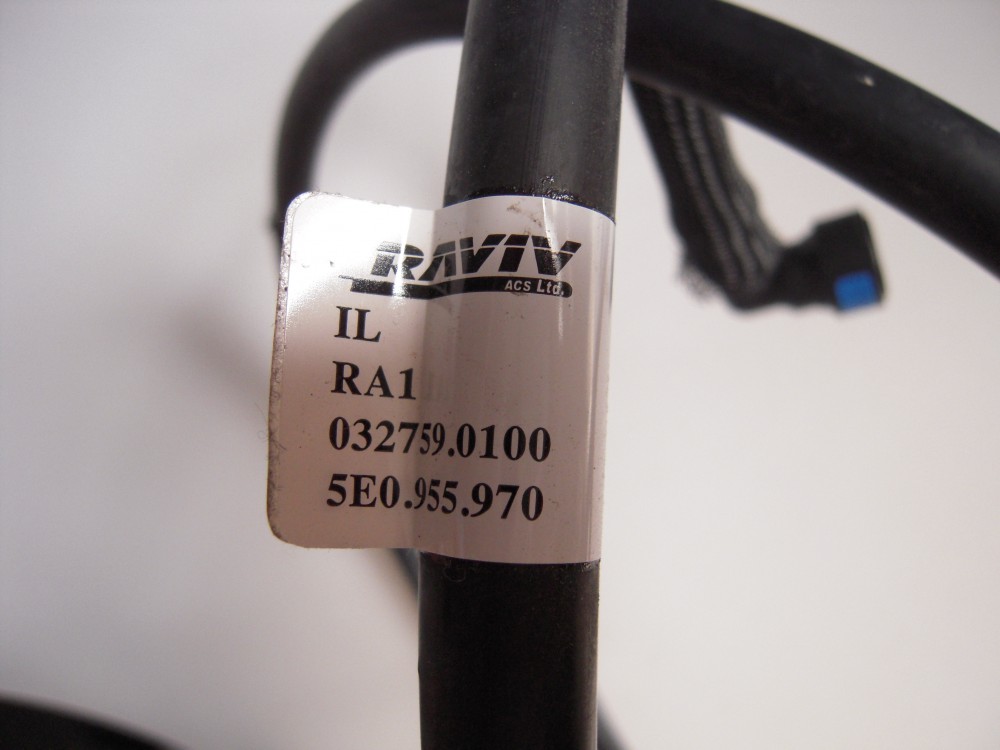 RAVIV
ACS Ltd.
IL
RA1
032759.0100
5E0.955.970